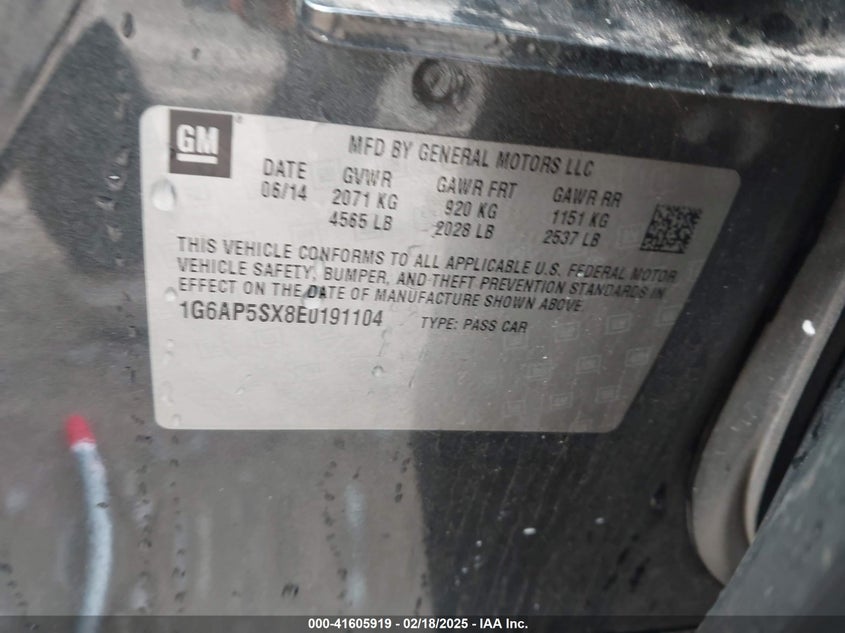 GM
MFD BY GENERAL MOTORS LLC
DATE GVWR GAWR FRT GAWR RR
06/14 2071 KG 920 KG 1151 KG
4565 LB 2028 LB 2537 LB
THIS VEHICLE CONFORMS TO ALL APPLICABLE U.S. FEDERAL MOTOR
VEHICLE SAFETY, BUMPER, AND THEFT PREVENTION STANDARDS IN
EFFECT ON THE DATE OF MANUFACTURE SHOWN ABOVE
1G6AP5SX8E0191104 TYPE: PASS CAR
000-41605919 - 02/18/2025 - IAA Inc.